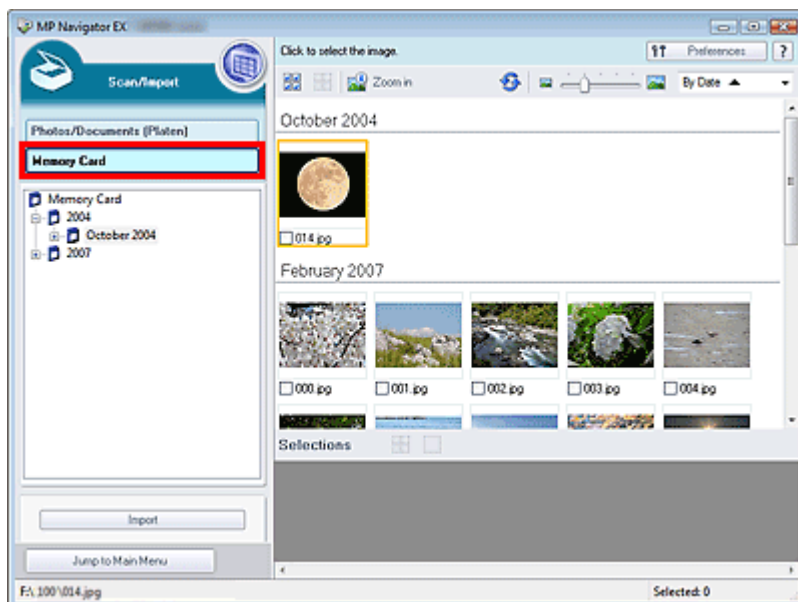 MP Navigator EX
Click to select the image.
Preferences
?
Scan/Import
Zoom in
By Date
Photos/Documents (Platen)
Memory Card
Memory Card
2004
October 2004
2007
October 2004
014.jpg
February 2007
000.jpg
001.jpg
002.jpg
003.jpg
004.jpg
Selections
Import
Jump to Main Menu
F:\ 100\014.jpg
Selected: 0